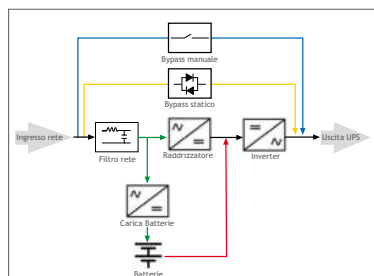 Bypass manuale
Bypass statico
Ingresso rete
Filtro rete
Raddrizzatore
Inverter
Uscita UPS
Carica Batterie
Batterie